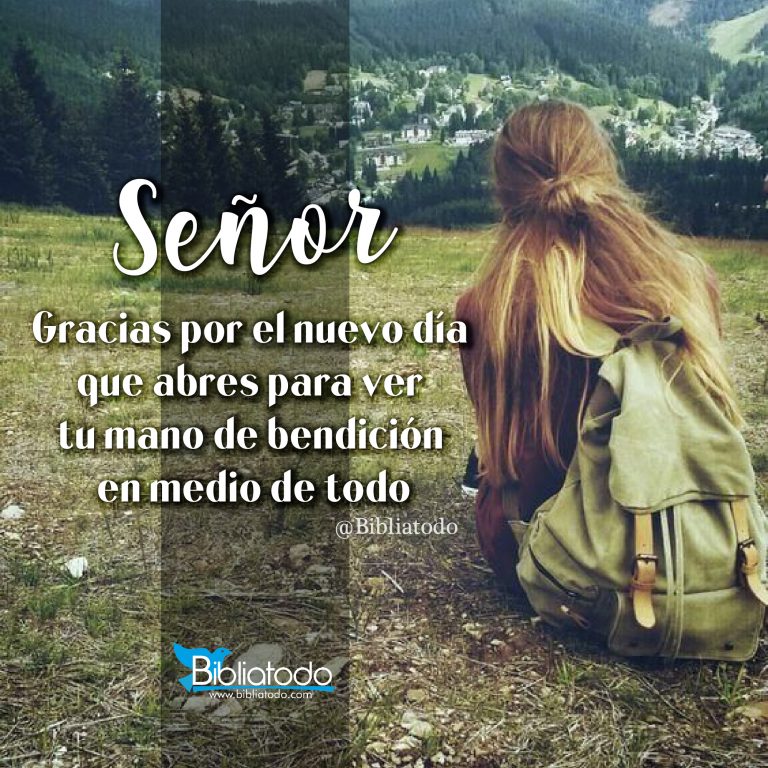 Señor
Gracias por el nuevo día
que abres para ver
tu mano de bendición
en medio de todo
@Bibliatodo
Bibliatodo
www.bibliatodo.com